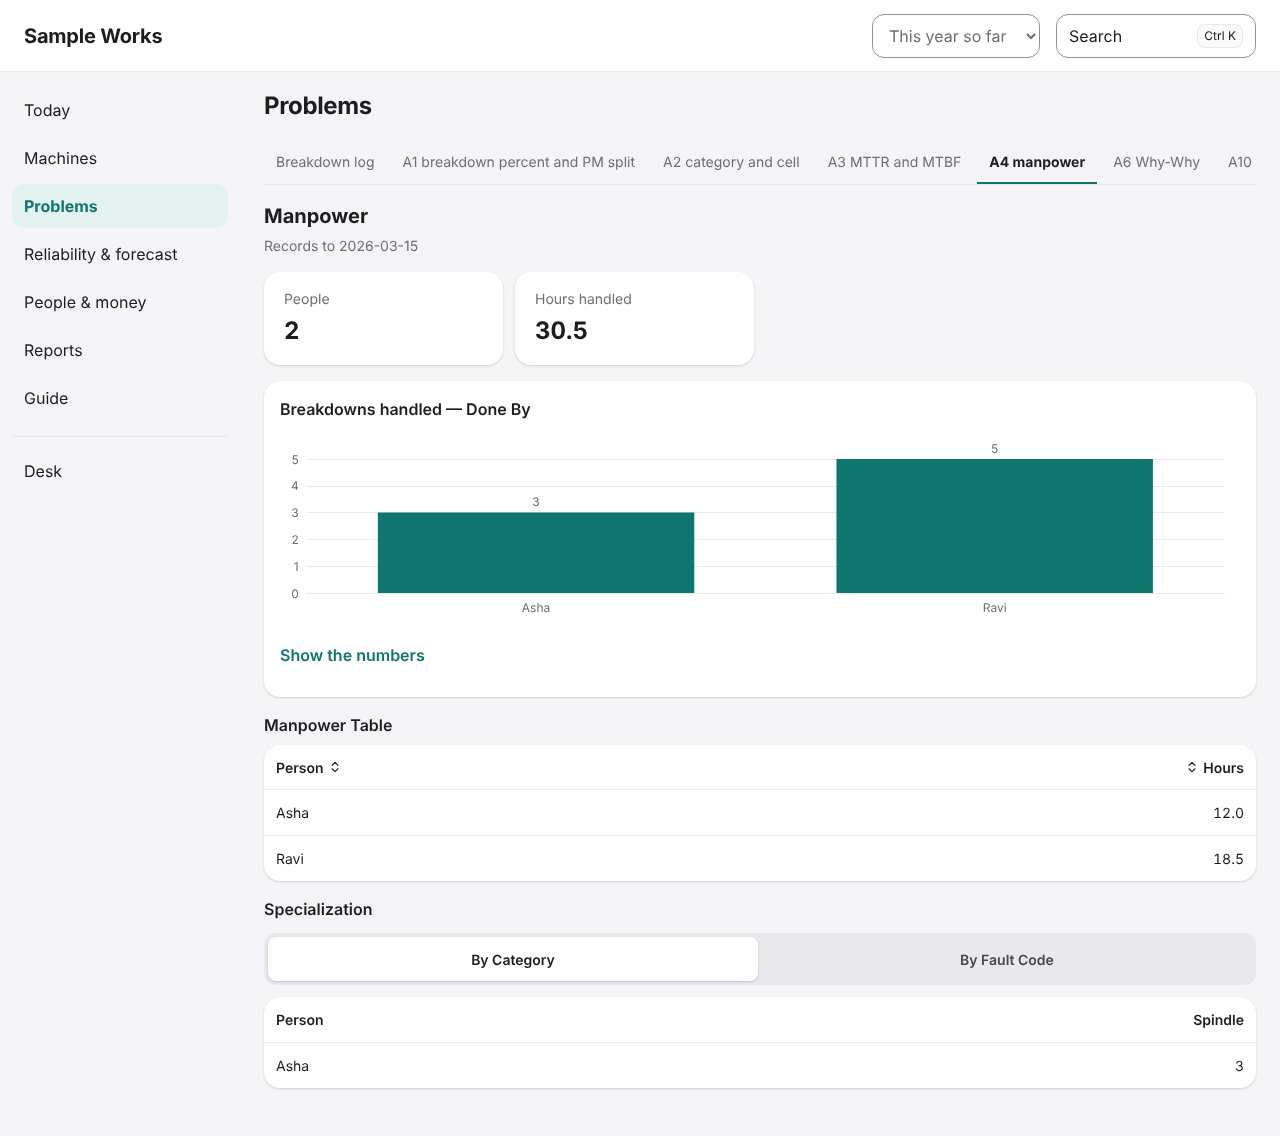 Sample Works
This year so far
Search
Ctrl K
Today
Machines
Problems
Reliability & forecast
People & money
Reports
Guide
Desk
Problems
Breakdown log
A1 breakdown percent and PM split
A2 category and cell
A3 MTTR and MTBF
A4 manpower
A6 Why-Why
A10
Manpower
Records to 2026-03-15
People
2
Hours handled
30.5
Breakdowns handled — Done By
5
4
3
2
1
0
3
5
Asha
Ravi
Show the numbers
Manpower Table
Person
Hours
Asha
12.0
Ravi
18.5
Specialization
By Category
By Fault Code
Person
Spindle
Asha
3